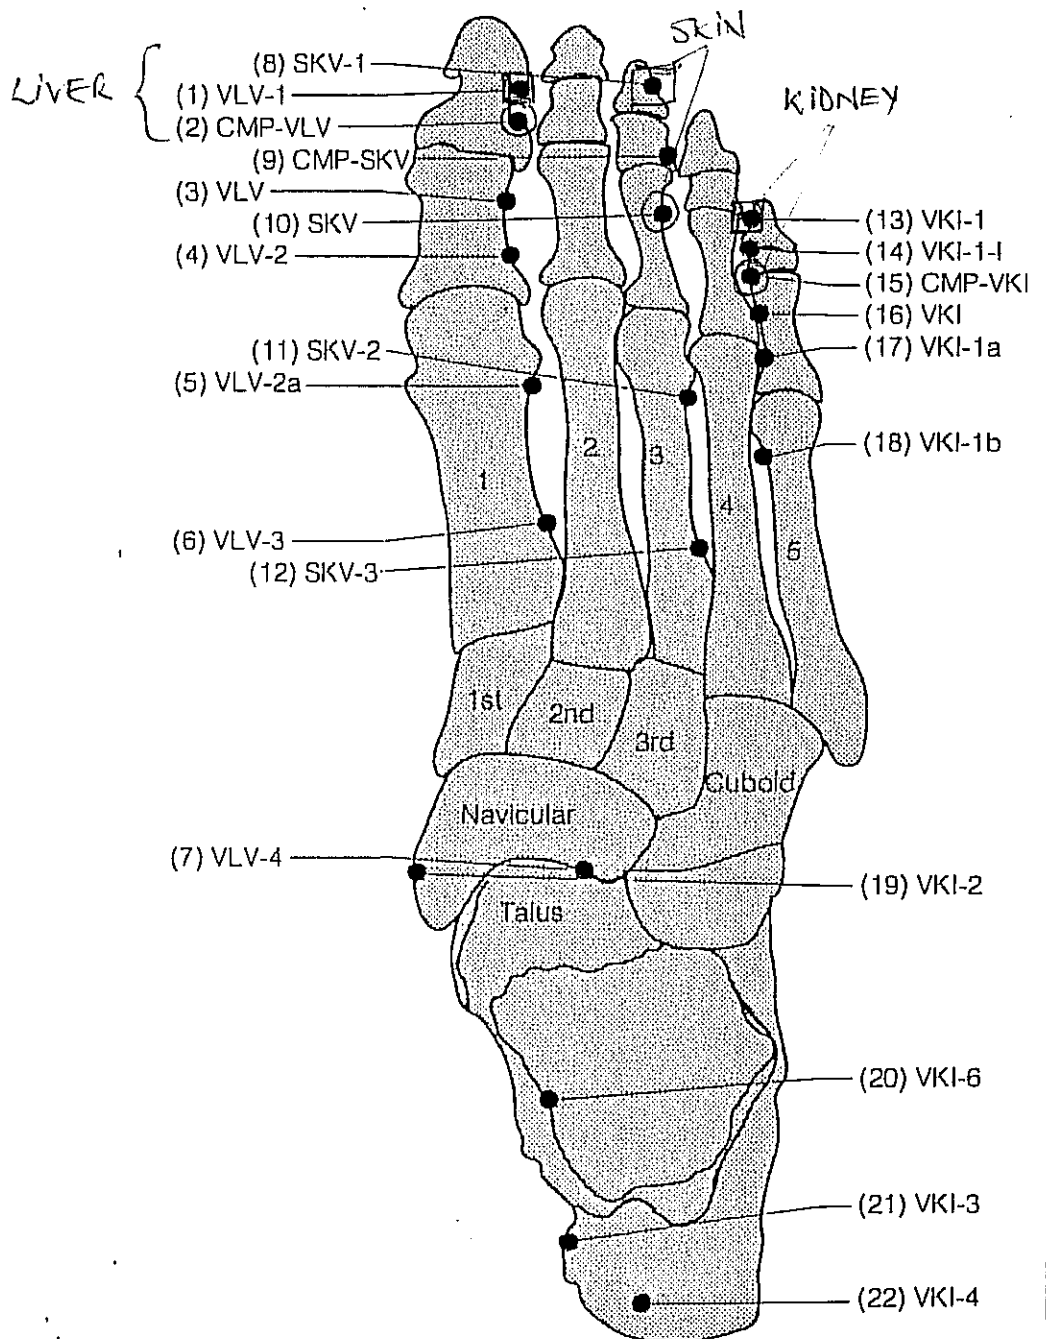 SKiN
(8) SKV-1
LiVER
(1) VLV-1
KiDNEY
(2) CMP-VLV
(9) CMP-SKV
(3) VLV
(10) SKV
(13) VKI-1
(4) VLV-2
(14) VKI-1-I
(15) CMP-VKI
(16) VKI
(11) SKV-2
(17) VKI-1a
(5) VLV-2a
1
2
3
4
5
(18) VKI-1b
(6) VLV-3
(12) SKV-3
1st
2nd
3rd
Cuboid
Navicular
(7) VLV-4
(19) VKI-2
Talus
(20) VKI-6
(21) VKI-3
(22) VKI-4